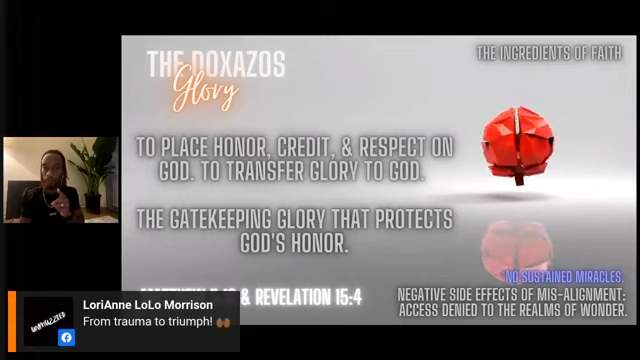 THE DOXAZOS
Glory
THE INGREDIENTS OF FAITH
TO PLACE HONOR, CREDIT, & RESPECT ON
GOD. TO TRANSFER GLORY TO GOD.
THE GATEKEEPING GLORY THAT PROTECTS
GOD'S HONOR.
& REVELATION 15:4
*NO SUSTAINED MIRACLES.
NEGATIVE SIDE EFFECTS OF MIS-ALIGNMENT:
ACCESS DENIED TO THE REALMS OF WONDER.
UNMUZZLED
LoriAnne LoLo Morrison
From trauma to triumph! 🙌🏾